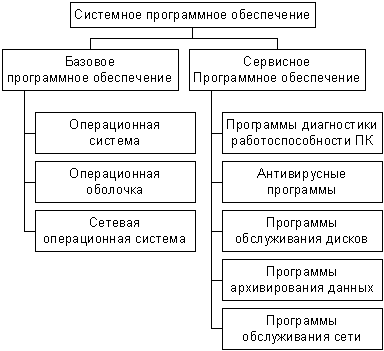 Системное программное обеспечение
Базовое
программное обеспечение
Сервисное
Программное обеспечение
Операционная
система
Операционная
оболочка
Сетевая
операционная система
Программы диагностики
работоспособности ПК
Антивирусные
программы
Программы
обслуживания дисков
Программы
архивирования данных
Программы
обслуживания сети